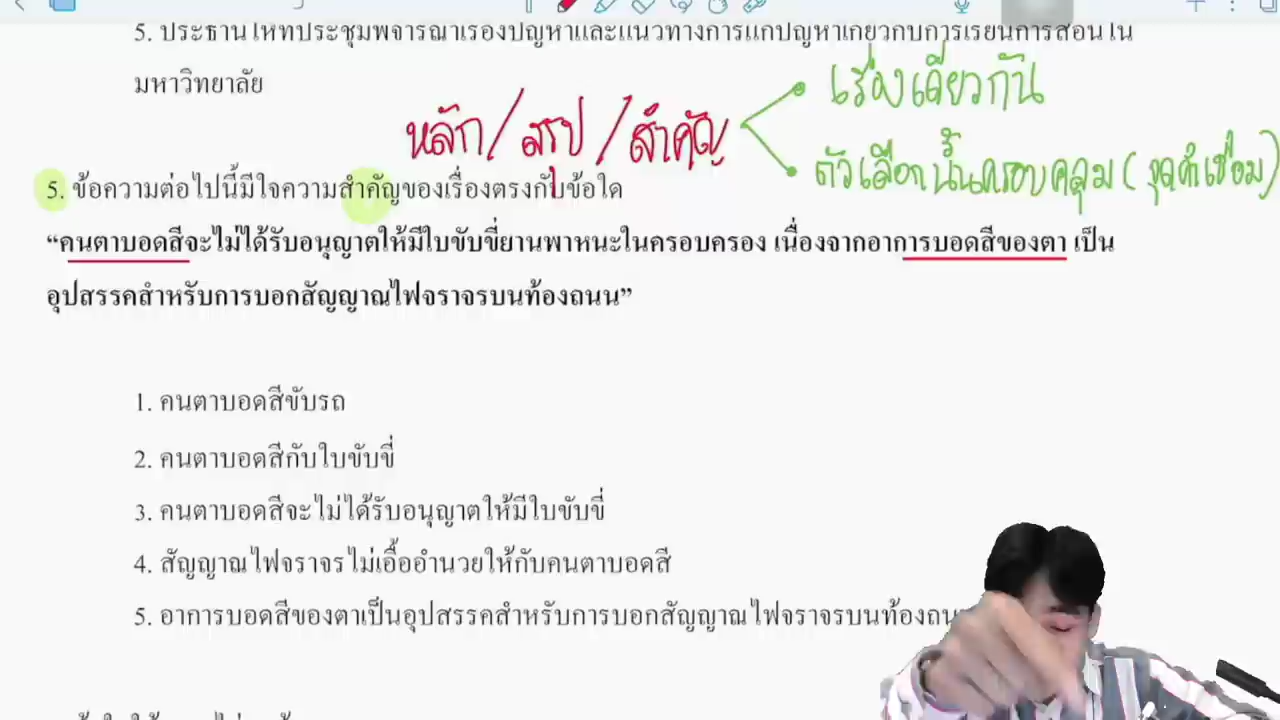 5. ประธานให้ที่ประชุมพิจารณาเรื่องปัญหาและแนวทางการแก้ปัญหาเกี่ยวกับการเรียนการสอนใน
มหาวิทยาลัย
หลัก/สรุป/สำคัญ
เรื่องเดียวกัน
ตัวเลือกนั้นครอบคลุม (จุดคำเชื่อม)
5. ข้อความต่อไปนี้มีใจความสำคัญของเรื่องตรงกับข้อใด
“คนตาบอดสีจะไม่ได้รับอนุญาตให้มีใบขับขี่ยานพาหนะในครอบครอง เนื่องจากอาการบอดสีของตา เป็น
อุปสรรคสำหรับการบอกสัญญาณไฟจราจรบนท้องถนน”
1. คนตาบอดสีขับรถ
2. คนตาบอดสีกับใบขับขี่
3. คนตาบอดสีจะไม่ได้รับอนุญาตให้มีใบขับขี่
4. สัญญาณไฟจราจรไม่เอื้ออำนวยให้กับคนตาบอดสี
5. อาการบอดสีของตาเป็นอุปสรรคสำหรับการบอกสัญญาณไฟจราจรบนท้องถน